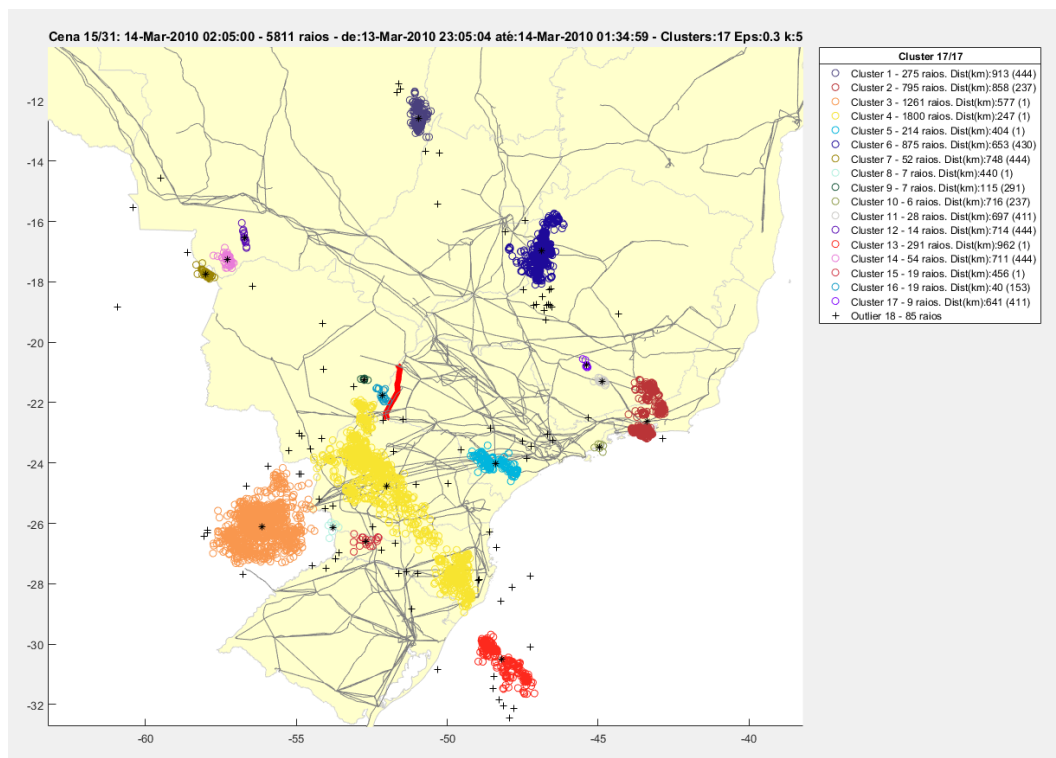 Cena 15/31: 14-Mar-2010 02:05:00 - 5811 raios - de:13-Mar-2010 23:05:04 até:14-Mar-2010 01:34:59 - Clusters:17 Eps:0.3 k:5
Cluster 17/17
Cluster 1 - 275 raios. Dist(km):913 (444)
Cluster 2 - 795 raios. Dist(km):858 (237)
Cluster 3 - 1261 raios. Dist(km):577 (1)
Cluster 4 - 1800 raios. Dist(km):247 (1)
Cluster 5 - 214 raios. Dist(km):404 (1)
Cluster 6 - 875 raios. Dist(km):653 (430)
Cluster 7 - 52 raios. Dist(km):748 (444)
Cluster 8 - 7 raios. Dist(km):440 (1)
Cluster 9 - 7 raios. Dist(km):115 (291)
Cluster 10 - 6 raios. Dist(km):716 (237)
Cluster 11 - 28 raios. Dist(km):697 (411)
Cluster 12 - 14 raios. Dist(km):714 (444)
Cluster 13 - 291 raios. Dist(km):962 (1)
Cluster 14 - 54 raios. Dist(km):711 (444)
Cluster 15 - 19 raios. Dist(km):456 (1)
Cluster 16 - 19 raios. Dist(km):40 (153)
Cluster 17 - 9 raios. Dist(km):641 (411)
Outlier 18 - 85 raios
-12
-14
-16
-18
-20
-22
-24
-26
-28
-30
-32
-60
-55
-50
-45
-40